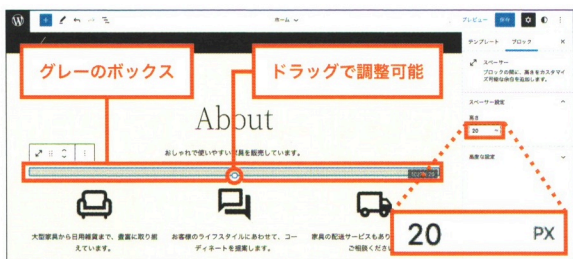 ホーム
プレビュー
保存
テンプレート
ブロック
グレーのボックス
ドラッグで調整可能
スペーサー
ブロックの間に、高さをカスタマイ
ズ可能な余白を追加します。
スペーサー設定
高さ
20
高度な設定
About
おしゃれで使いやすい家具を販売しています。
大型家具から日用雑貨まで、豊富に取り揃
えています。
お客様のライフスタイルにあわせて、コー
ディネートを提案します。
家具の配送サービスもあり
ご相談くださ
20
PX